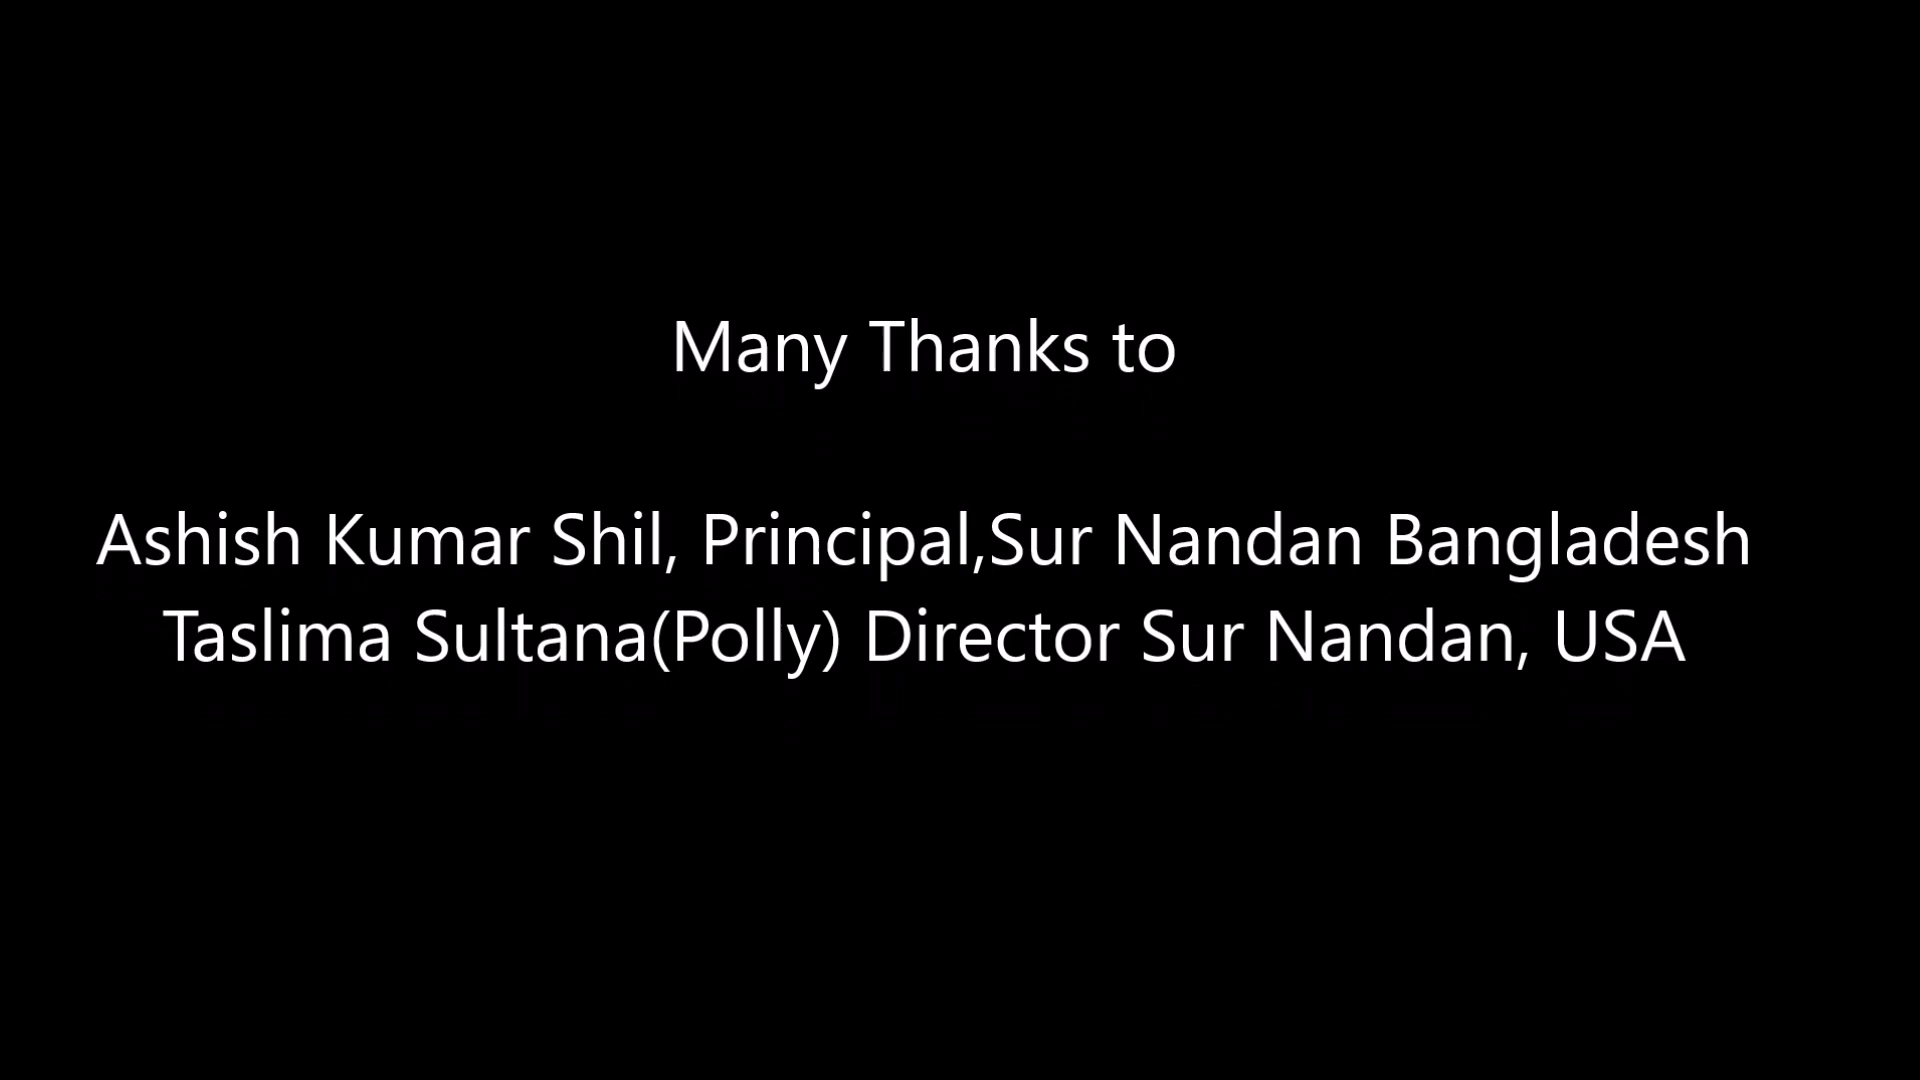 Many Thanks to
Ashish Kumar Shil, Principal,Sur Nandan Bangladesh
Taslima Sultana(Polly) Director Sur Nandan, USA